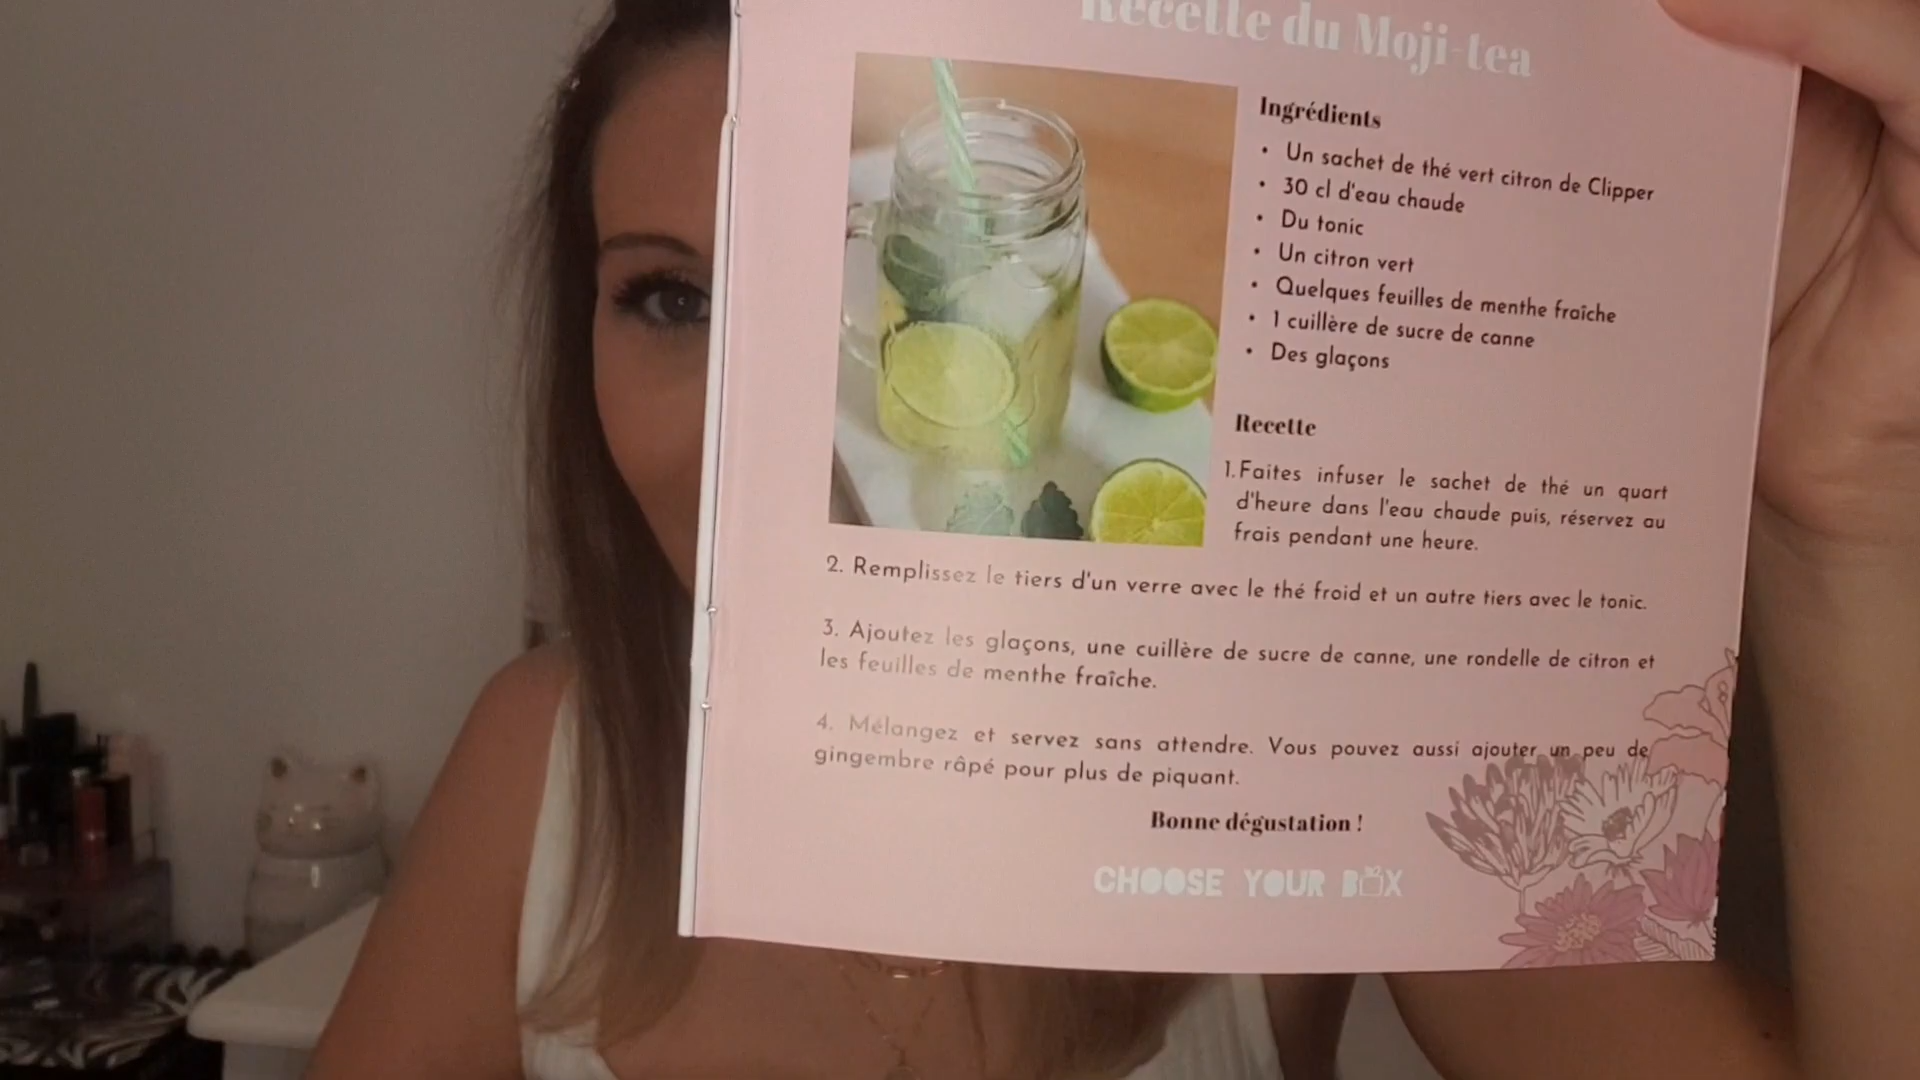 Recette du Moji-tea
Ingrédients
• Un sachet de thé vert citron de Clipper
• 30 cl d'eau chaude
• Du tonic
• Un citron vert
• Quelques feuilles de menthe fraîche
• 1 cuillère de sucre de canne
• Des glaçons
Recette
1. Faites infuser le sachet de thé un quart
d'heure dans l'eau chaude puis, réservez au
frais pendant une heure.
2. Remplissez le tiers d'un verre avec le thé froid et un autre tiers avec le tonic.
3. Ajoutez les glaçons, une cuillère de sucre de canne, une rondelle de citron et
les feuilles de menthe fraîche.
4. Mélangez et servez sans attendre. Vous pouvez aussi ajouter un peu de
gingembre râpé pour plus de piquant.
Bonne dégustation !
CHOOSE YOUR BOX